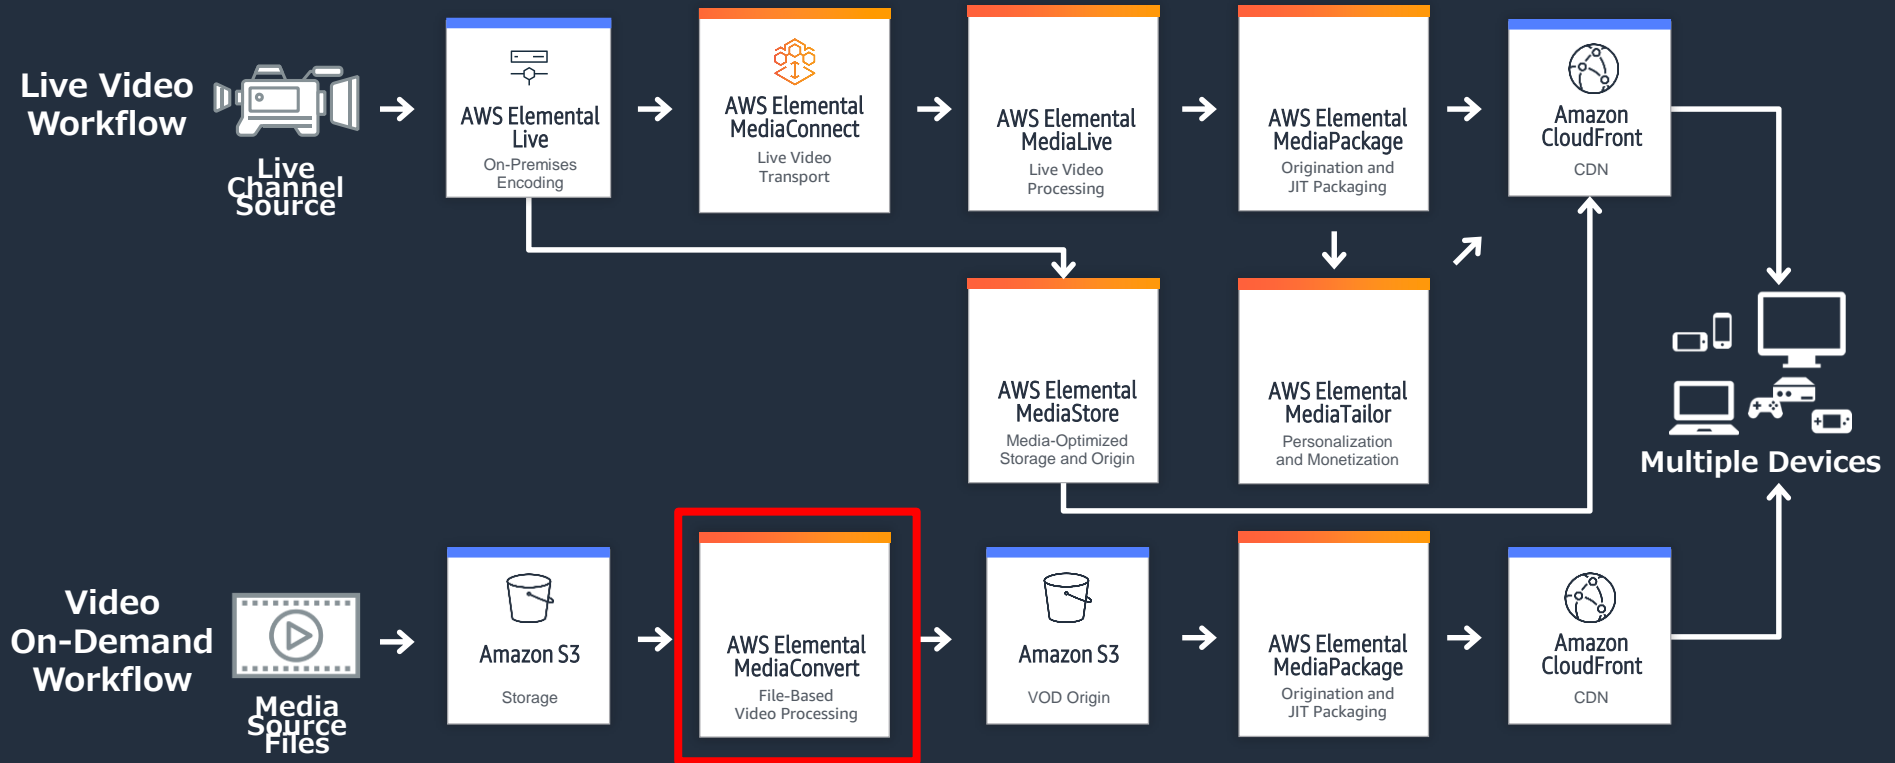 Live Video
Workflow
Live
Channel
Source
AWS Elemental
Live
On-Premises
Encoding
AWS Elemental
MediaConnect
Live Video
Transport
AWS Elemental
MediaLive
Live Video
Processing
AWS Elemental
MediaPackage
Origination and
JIT Packaging
Amazon
CloudFront
CDN
AWS Elemental
MediaStore
Media-Optimized
Storage and Origin
AWS Elemental
MediaTailor
Personalization
and Monetization
Multiple Devices
Video
On-Demand
Workflow
Media
Source
Files
Amazon S3
Storage
AWS Elemental
MediaConvert
File-Based
Video Processing
Amazon S3
VOD Origin
AWS Elemental
MediaPackage
Origination and
JIT Packaging
Amazon
CloudFront
CDN